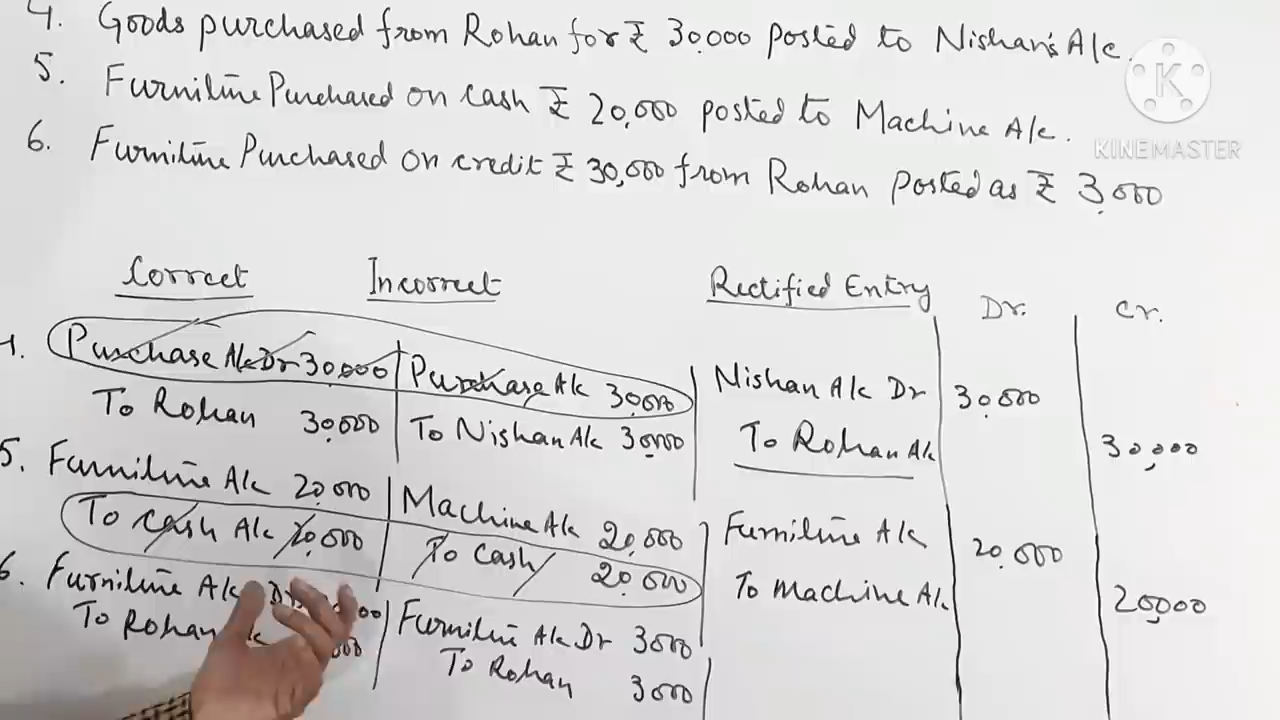 4. Goods purchased from Rohan for ₹ 30,000 posted to Nishan's A/c.
K
KINEMASTER
5. Furniture Purchased on cash ₹ 20,000 posted to Machine A/c.
6. Furniture Purchased on credit ₹ 30,000 from Rohan Posted as ₹ 3,000
Correct Incorrect Rectified Entry Dr. Cr.
4. Purchase A/c Dr 30,000 Purchase A/c 30,000 Nishan A/c Dr 30,000
To Rohan 30,000 To Nishan A/c 30,000 To Rohan A/c 30,000
5. Furniture A/c 20,000 Machine A/c 20,000 Furniture A/c 20,000
To cash A/c 20,000 To Cash 20,000 To Machine A/c 20,000
6. Furniture A/c Dr Furniture A/c Dr 3000
To Rohan To Rohan 3000